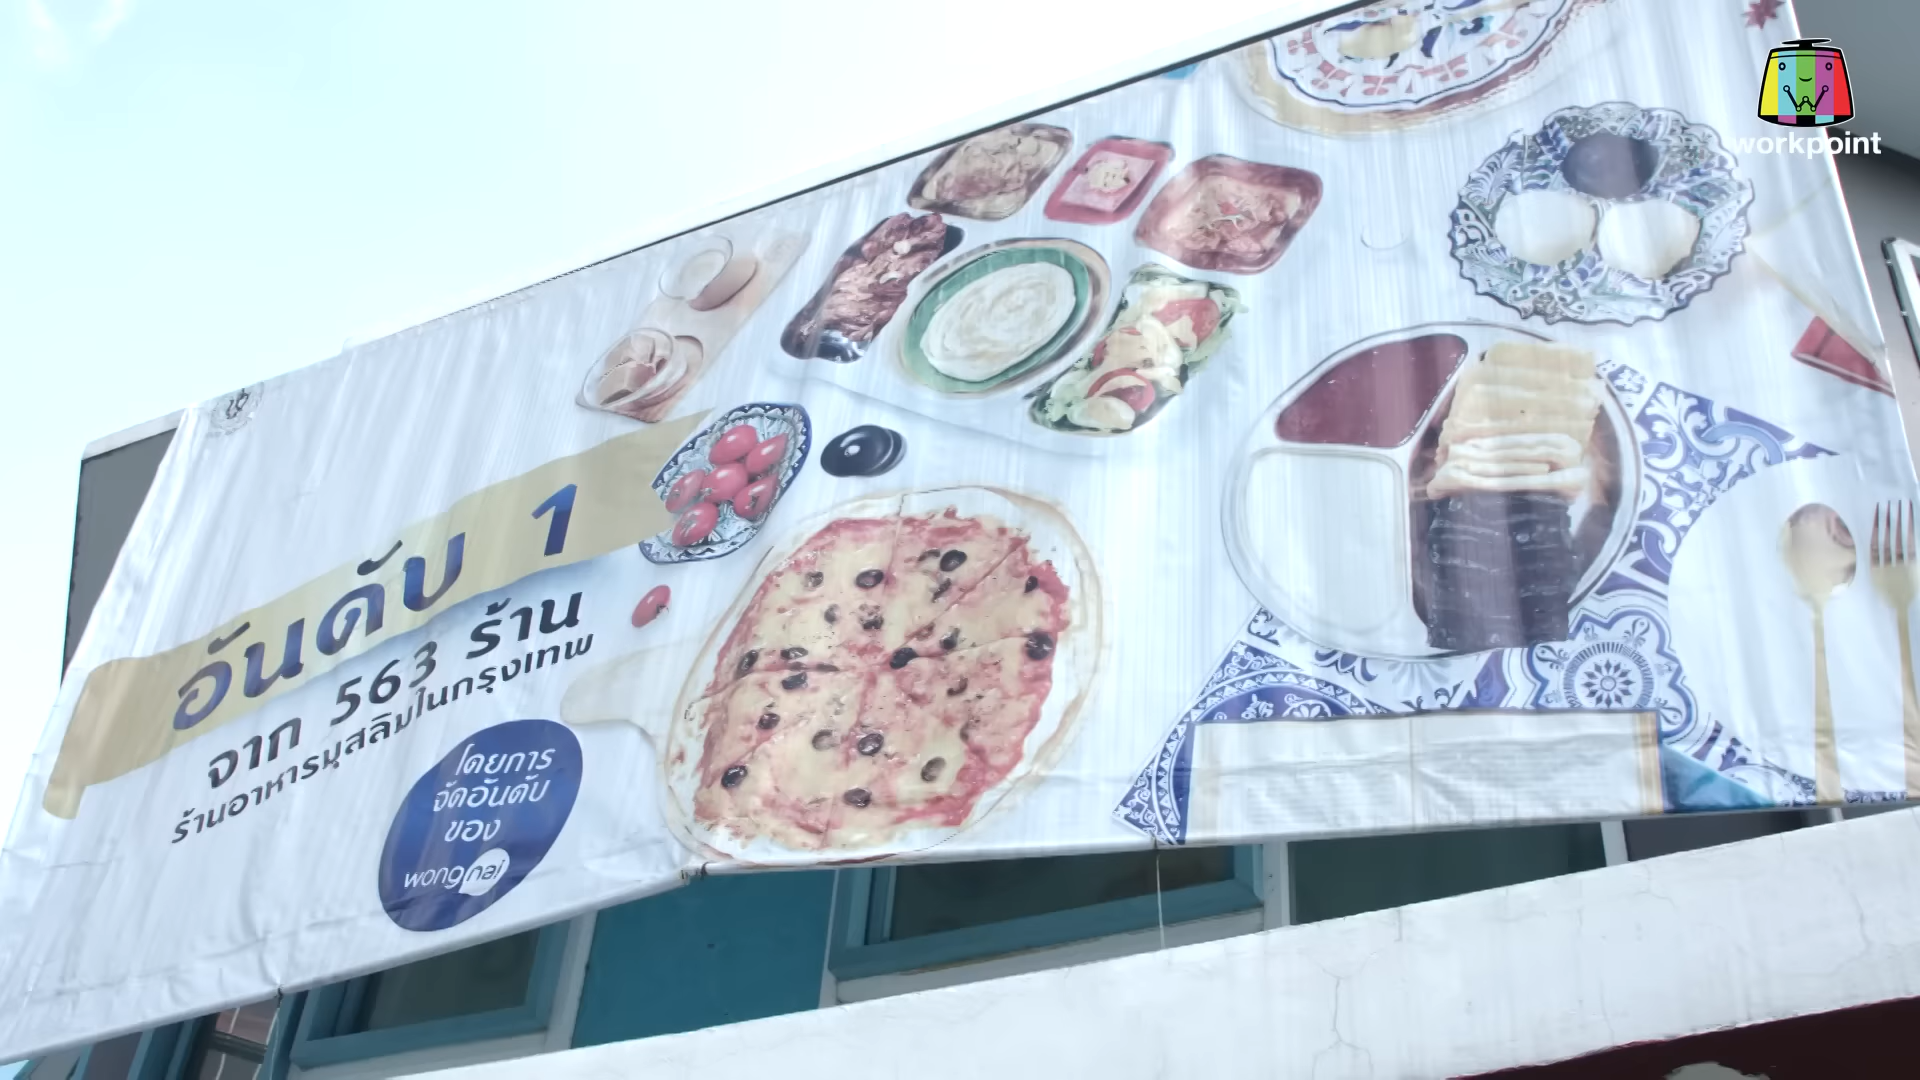 workpoint
อันดับ 1
จาก 563 ร้าน
ร้านอาหารมุสลิมในกรุงเทพ
โดยการ
จัดอันดับ
ของ
wongnai